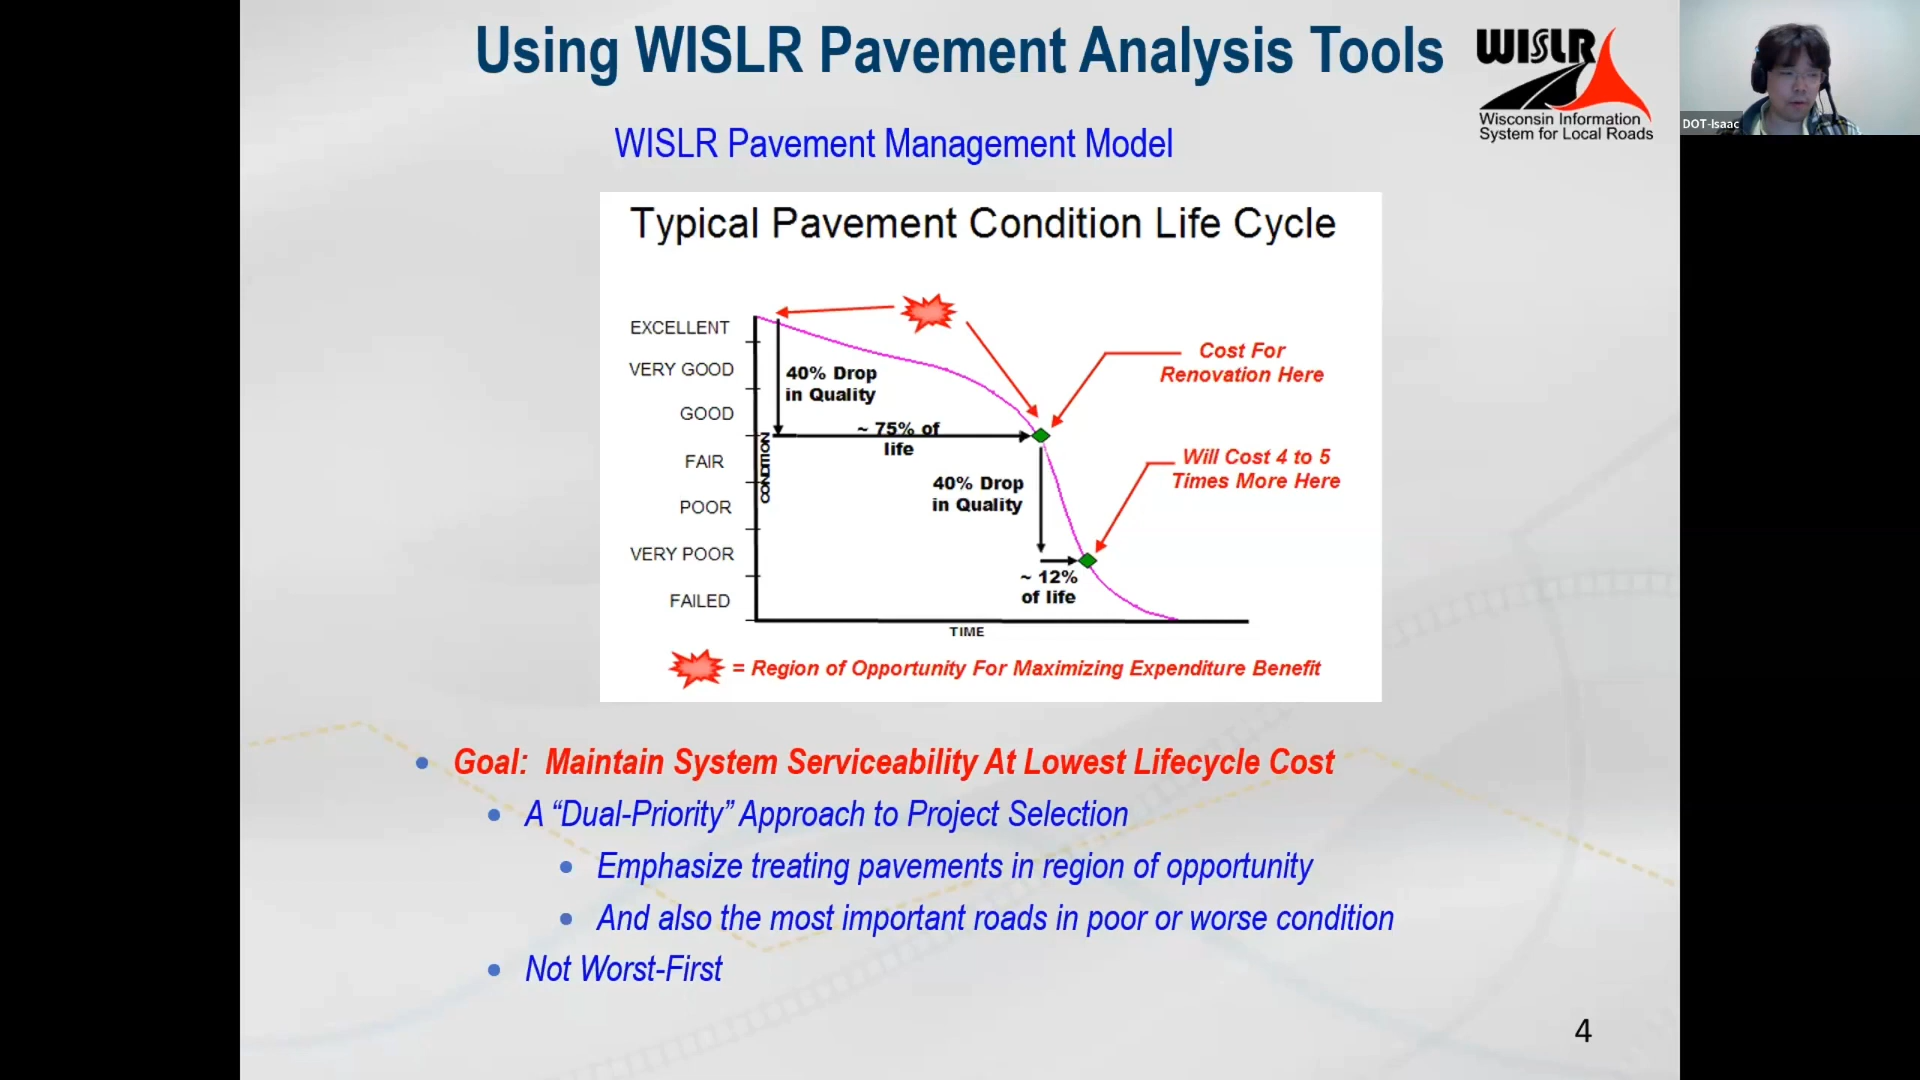 Using WISLR Pavement Analysis Tools
WISLR
Wisconsin Information
System for Local Roads
DOT-Isaac
WISLR Pavement Management Model
Typical Pavement Condition Life Cycle
EXCELLENT
VERY GOOD
GOOD
FAIR
POOR
VERY POOR
FAILED
CONDITION
40% Drop
in Quality
~ 75% of
life
Cost For
Renovation Here
40% Drop
in Quality
Will Cost 4 to 5
Times More Here
~ 12%
of life
TIME
= Region of Opportunity For Maximizing Expenditure Benefit
• Goal: Maintain System Serviceability At Lowest Lifecycle Cost
• A “Dual-Priority” Approach to Project Selection
• Emphasize treating pavements in region of opportunity
• And also the most important roads in poor or worse condition
• Not Worst-First
4